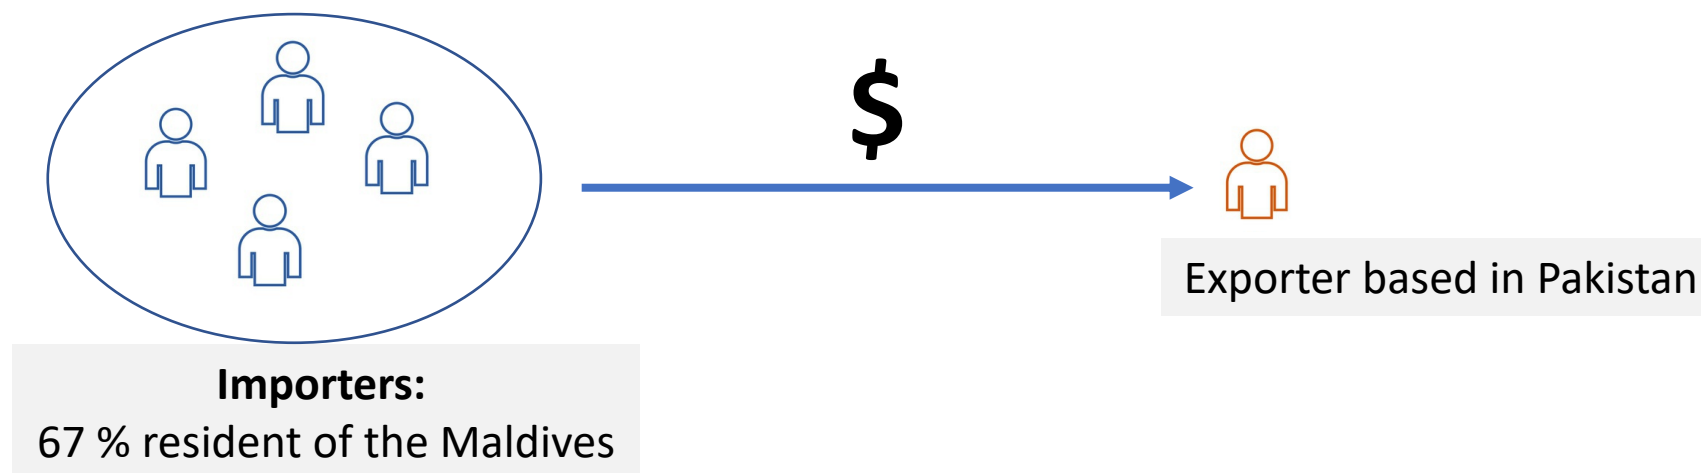 $
Exporter based in Pakistan
Importers:
67 % resident of the Maldives